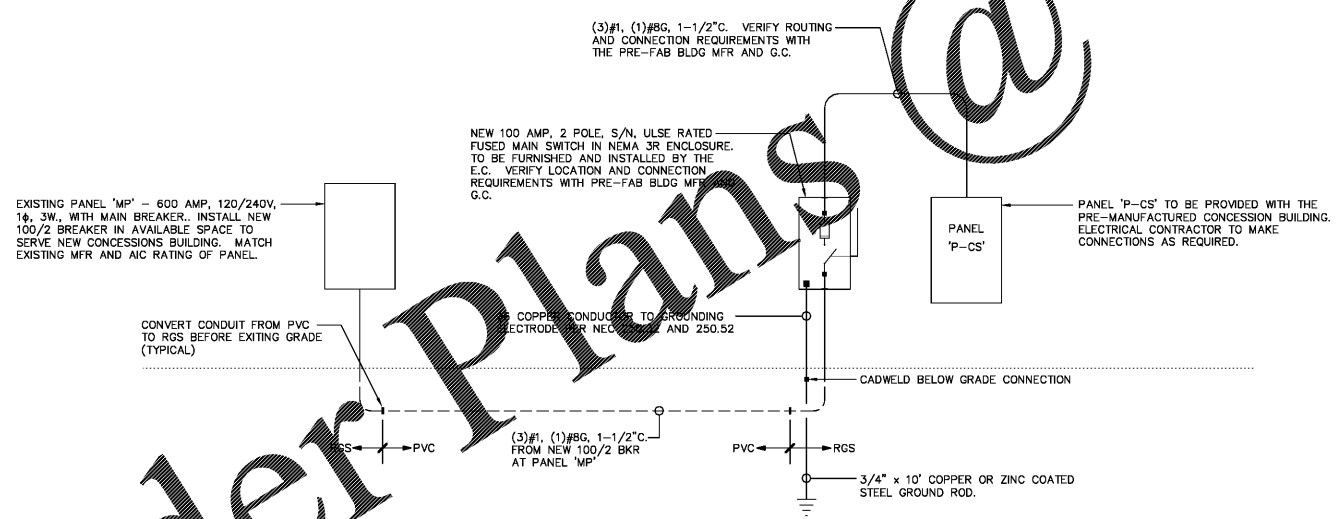 (3)#1, (1)#8G, 1-1/2"C. VERIFY ROUTING
AND CONNECTION REQUIREMENTS WITH
THE PRE-FAB BLDG MFR AND G.C.
NEW 100 AMP, 2 POLE, S/N, ULSE RATED
FUSED MAIN SWITCH IN NEMA 3R ENCLOSURE.
TO BE FURNISHED AND INSTALLED BY THE
E.C. VERIFY LOCATION AND CONNECTION
REQUIREMENTS WITH PRE-FAB BLDG MFR AND
G.C.
EXISTING PANEL 'MP' - 600 AMP, 120/240V,
1ϕ, 3W., WITH MAIN BREAKER.. INSTALL NEW
100/2 BREAKER IN AVAILABLE SPACE TO
SERVE NEW CONCESSIONS BUILDING. MATCH
EXISTING MFR AND AIC RATING OF PANEL.
PANEL
'P-CS'
PANEL 'P-CS' TO BE PROVIDED WITH THE
PRE-MANUFACTURED CONCESSION BUILDING.
ELECTRICAL CONTRACTOR TO MAKE
CONNECTIONS AS REQUIRED.
CONVERT CONDUIT FROM PVC
TO RGS BEFORE EXITING GRADE
(TYPICAL)
COPPER CONDUCTOR TO GROUNDING
ELECTRODE PER NEC AND 250.52
CADWELD BELOW GRADE CONNECTION
RGS PVC
(3)#1, (1)#8G, 1-1/2"C.
FROM NEW 100/2 BKR
AT PANEL 'MP'
PVC RGS
3/4" x 10' COPPER OR ZINC COATED
STEEL GROUND ROD.
der Plans @